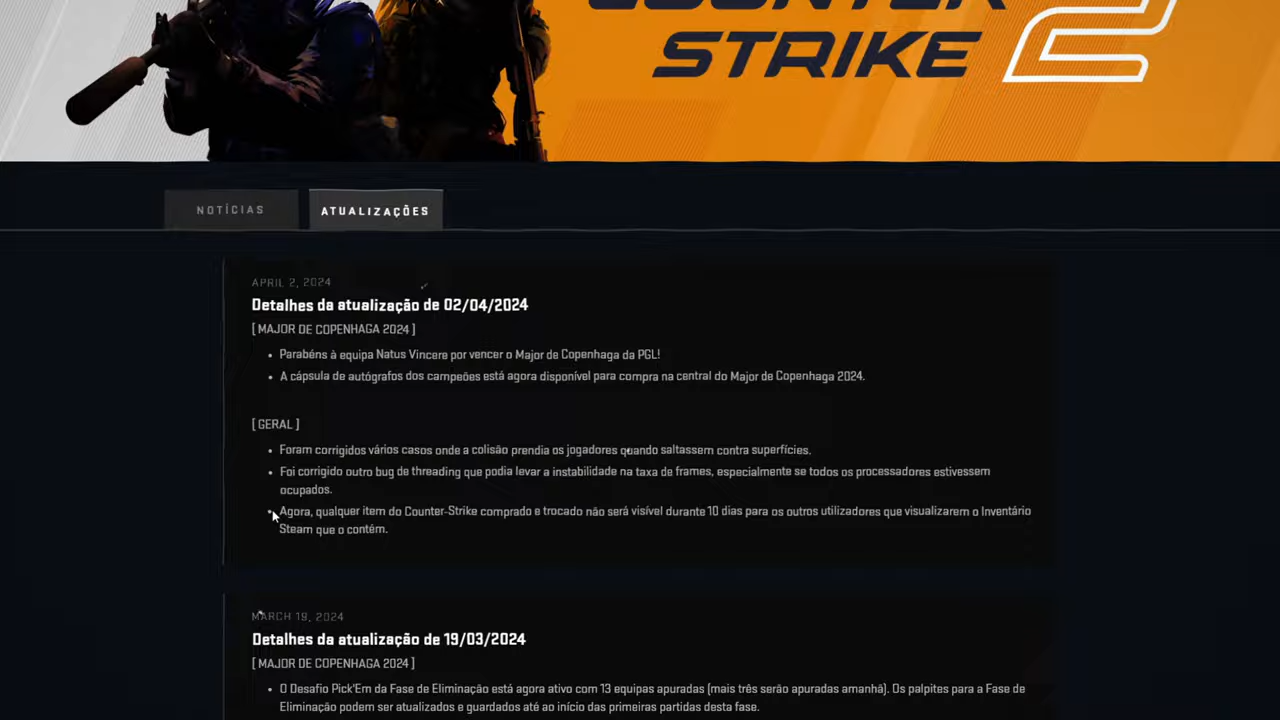 COUNTER
STRIKE 2
NOTÍCIAS
ATUALIZAÇÕES
APRIL 2, 2024
Detalhes da atualização de 02/04/2024
[ MAJOR DE COPENHAGA 2024 ]
• Parabéns à equipa Natus Vincere por vencer o Major de Copenhaga da PGL!
• A cápsula de autógrafos dos campeões está agora disponível para compra na central do Major de Copenhaga 2024.
[ GERAL ]
• Foram corrigidos vários casos onde a colisão prendia os jogadores quando saltassem contra superfícies.
• Foi corrigido outro bug de threading que podia levar a instabilidade na taxa de frames, especialmente se todos os processadores estivessem
ocupados.
• Agora, qualquer item do Counter-Strike comprado e trocado não será visível durante 10 dias para os outros utilizadores que visualizarem o Inventário
Steam que o contém.
MARCH 19, 2024
Detalhes da atualização de 19/03/2024
[ MAJOR DE COPENHAGA 2024 ]
• O Desafio Pick'Em da Fase de Eliminação está agora ativo com 13 equipas apuradas (mais três serão apuradas amanhã). Os palpites para a Fase de
Eliminação podem ser atualizados e guardados até ao início das primeiras partidas desta fase.